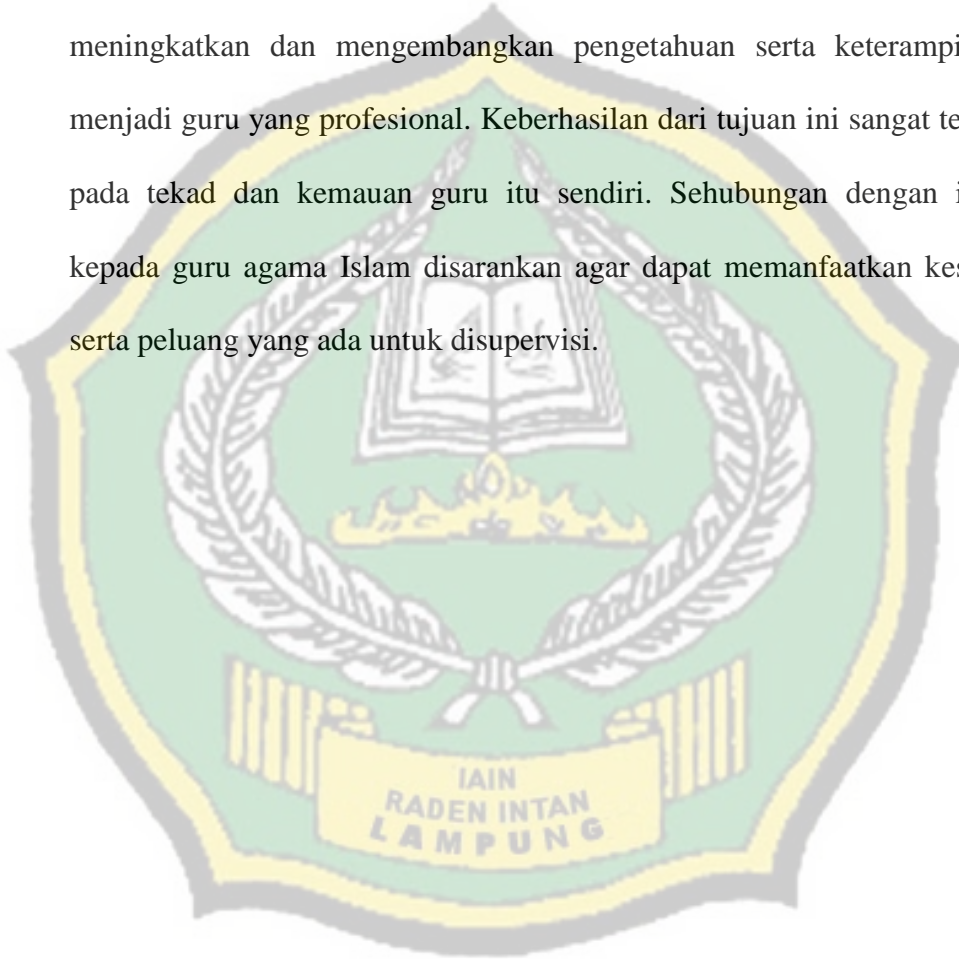 meningkatkan dan mengembangkan pengetahuan serta keterampi
menjadi guru yang profesional. Keberhasilan dari tujuan ini sangat te
pada tekad dan kemauan guru itu sendiri. Sehubungan dengan i
kepada guru agama Islam disarankan agar dapat memanfaatkan kes
serta peluang yang ada untuk disupervisi.
IAIN
RADEN INTAN
LAMPUNG